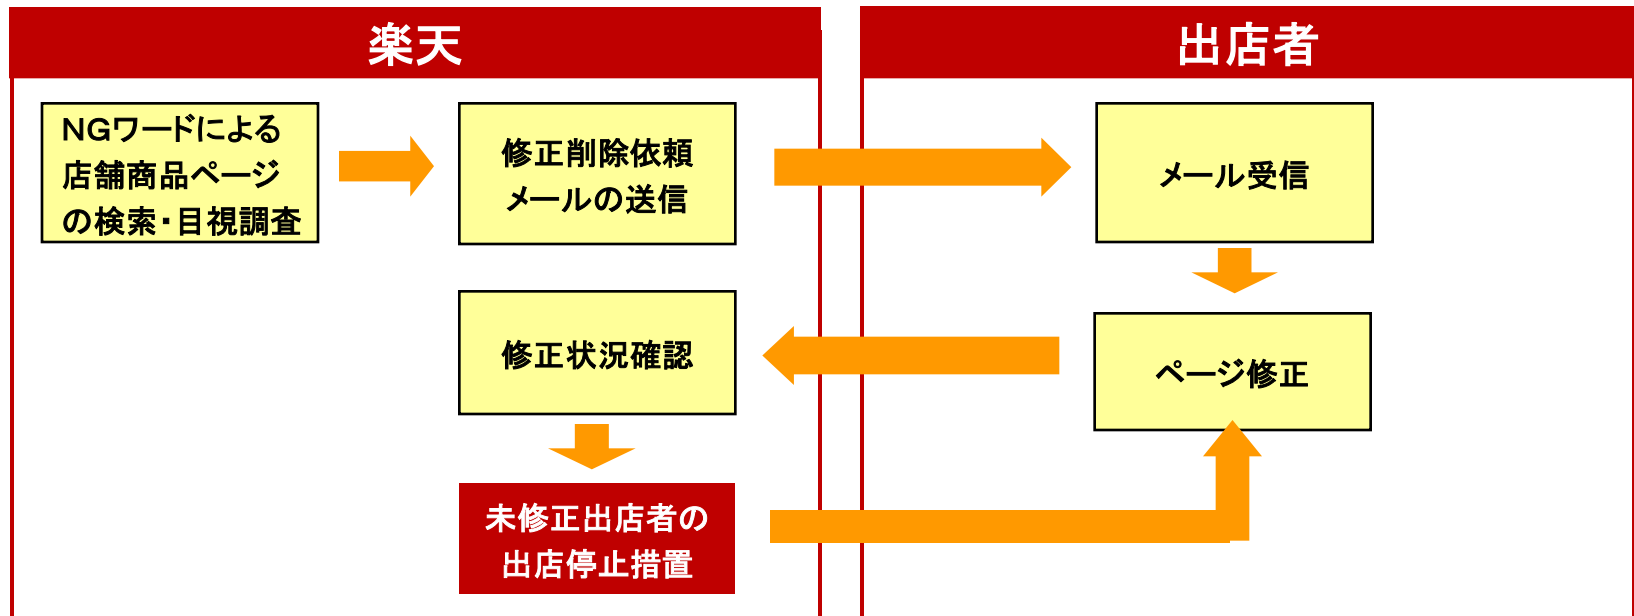 楽天
出店者
NGワードによる
店舗商品ページ
の検索・目視調査
修正削除依頼
メールの送信
メール受信
修正状況確認
ページ修正
未修正出店者の
出店停止措置